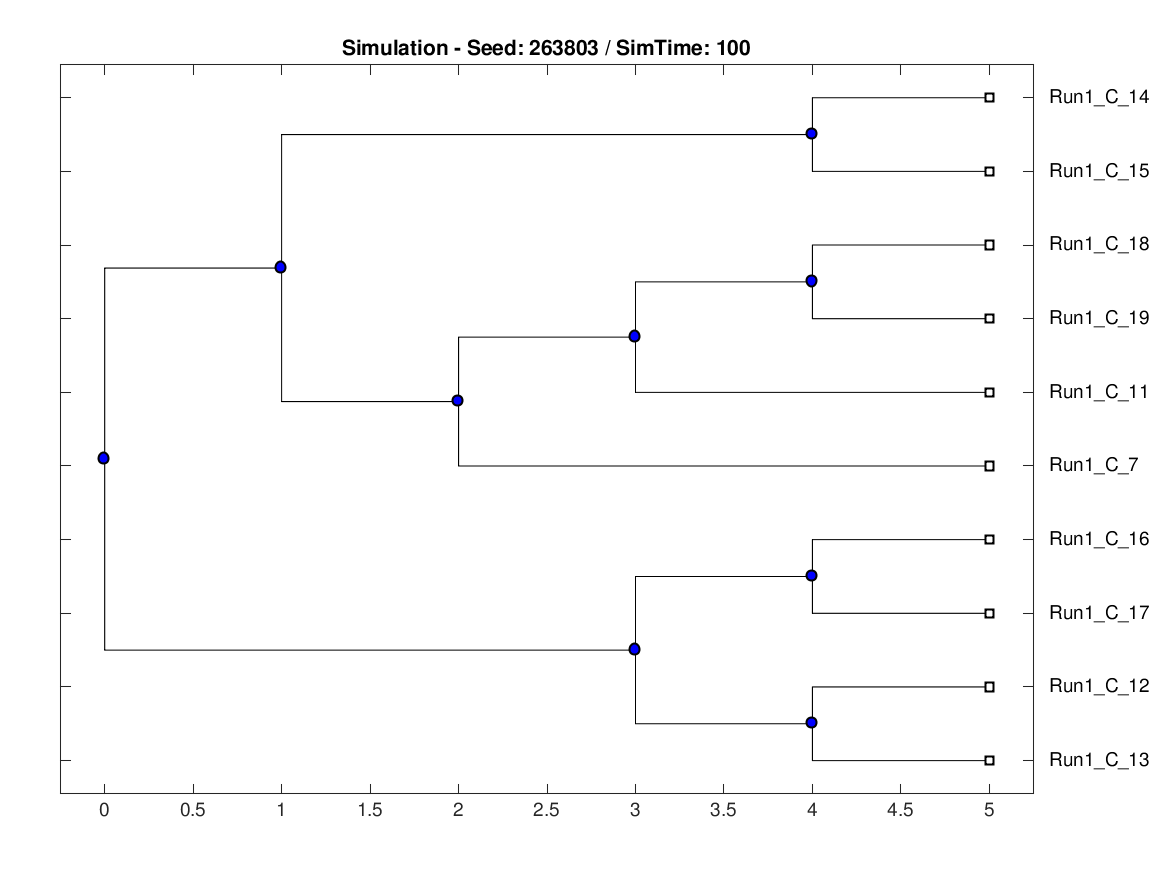 Simulation - Seed: 263803 / SimTime: 100
Run1_C_14
Run1_C_15
Run1_C_18
Run1_C_19
Run1_C_11
Run1_C_7
Run1_C_16
Run1_C_17
Run1_C_12
Run1_C_13
0 0.5 1 1.5 2 2.5 3 3.5 4 4.5 5